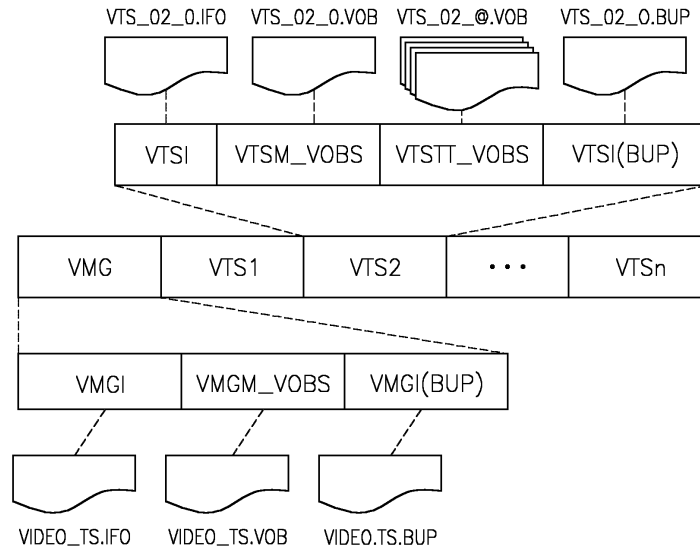 VTS_02_0.IFO VTS_02_0.VOB VTS_02_@.VOB VTS_02_0.BUP
VTSI VTSM_VOBS VTSTT_VOBS VTSI(BUP)
VMG VTS1 VTS2 ··· VTSn
VMGI VMGM_VOBS VMGI(BUP)
VIDEO_TS.IFO VIDEO_TS.VOB VIDEO.TS.BUP